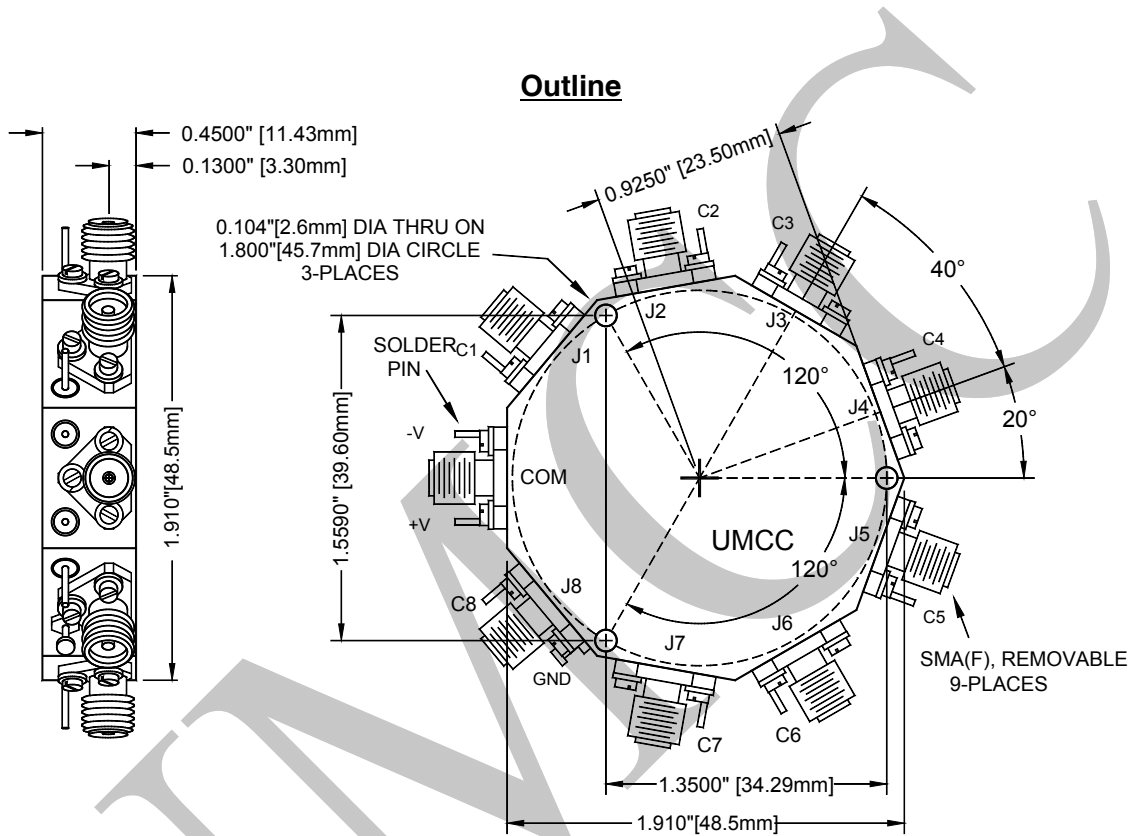 Outline
0.4500" [11.43mm]
0.1300" [3.30mm]
0.9250" [23.50mm]
0.104"[2.6mm] DIA THRU ON
1.800"[45.7mm] DIA CIRCLE
3-PLACES
C2
C3
40°
J2
J3
SOLDER
PIN
C1
J1
C4
120°
J4
20°
-V
COM
+V
1.910"[48.5mm]
1.5590" [39.60mm]
UMCC
J5
120°
C8
J8
C5
J6
J7
GND
SMA(F), REMOVABLE
9-PLACES
C7
C6
1.3500" [34.29mm]
1.910"[48.5mm]
UMCC